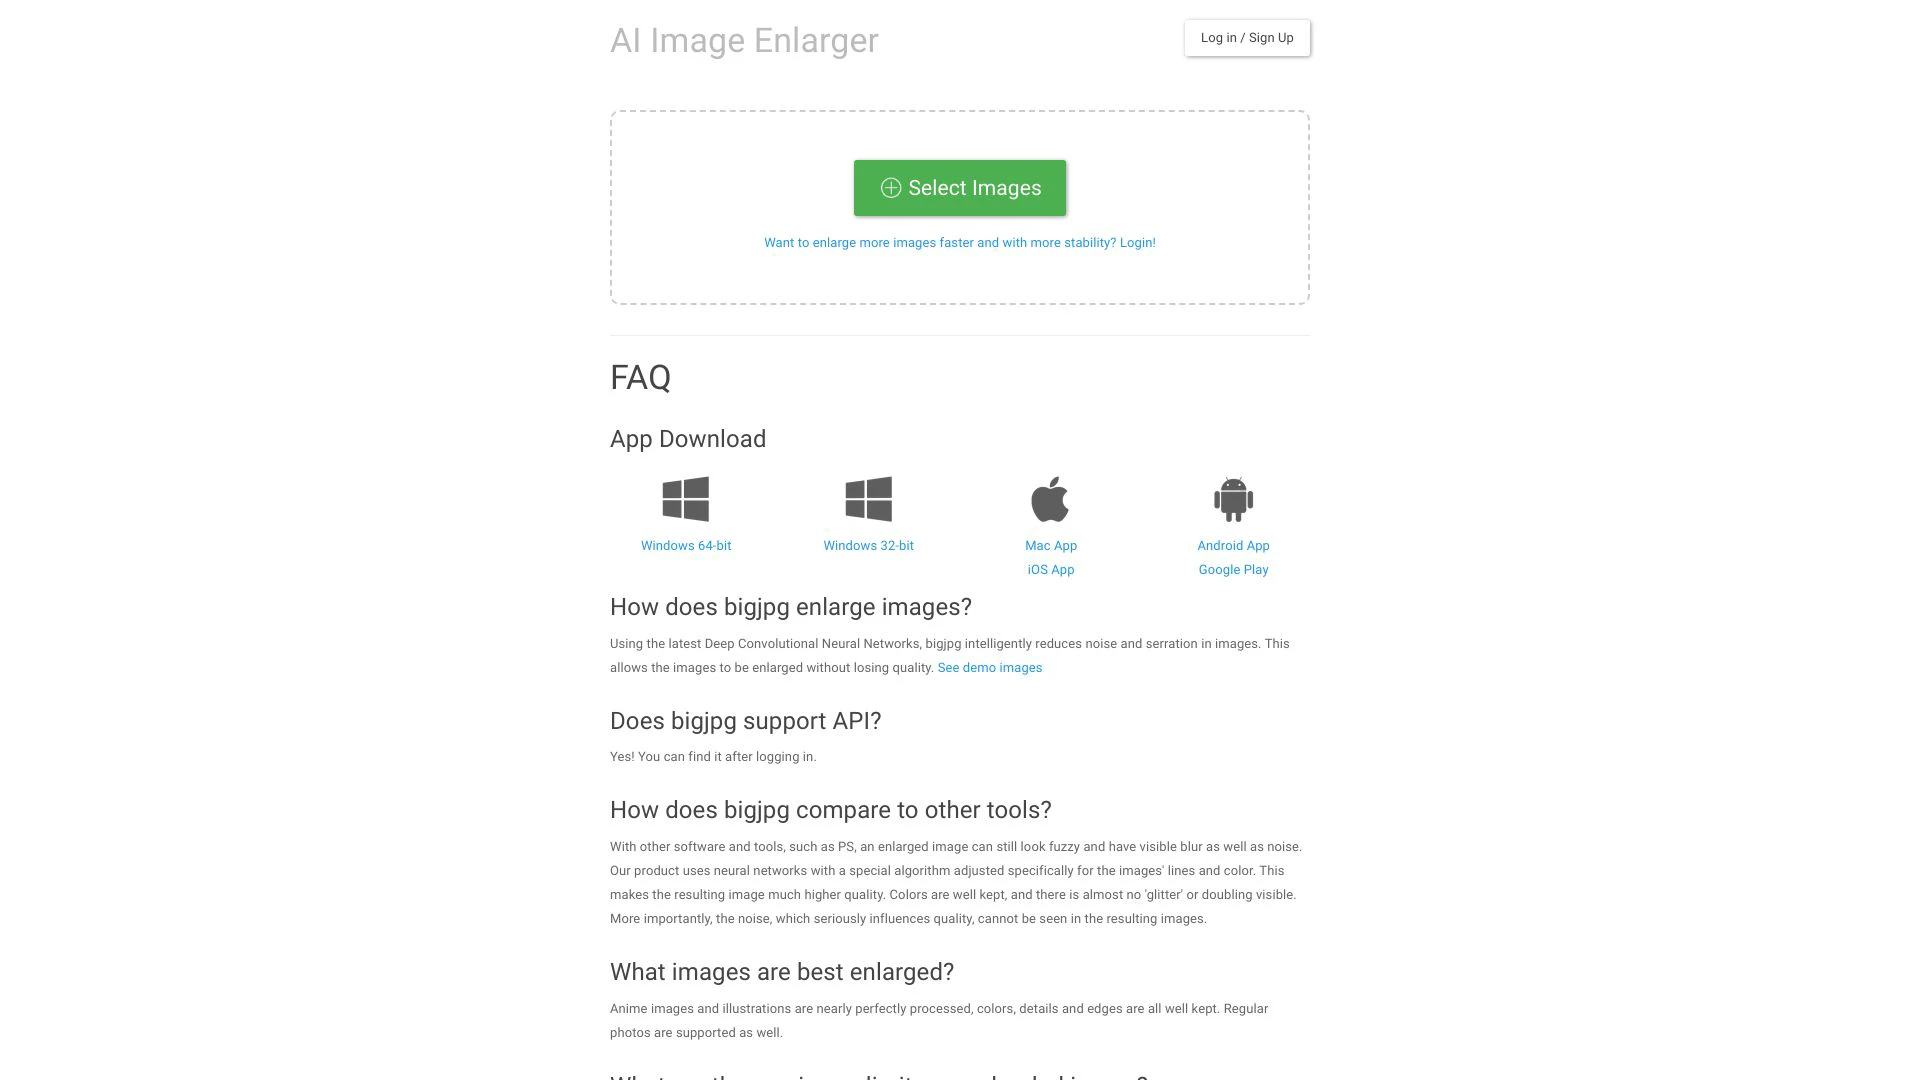 AI Image Enlarger
Log in / Sign Up
Select Images
Want to enlarge more images faster and with more stability? Login!
FAQ
App Download
Windows 64-bit
Windows 32-bit
Mac App
iOS App
Android App
Google Play
How does bigjpg enlarge images?
Using the latest Deep Convolutional Neural Networks, bigjpg intelligently reduces noise and serration in images. This
allows the images to be enlarged without losing quality. See demo images
Does bigjpg support API?
Yes! You can find it after logging in.
How does bigjpg compare to other tools?
With other software and tools, such as PS, an enlarged image can still look fuzzy and have visible blur as well as noise.
Our product uses neural networks with a special algorithm adjusted specifically for the images' lines and color. This
makes the resulting image much higher quality. Colors are well kept, and there is almost no 'glitter' or doubling visible.
More importantly, the noise, which seriously influences quality, cannot be seen in the resulting images.
What images are best enlarged?
Anime images and illustrations are nearly perfectly processed, colors, details and edges are all well kept. Regular
photos are supported as well.